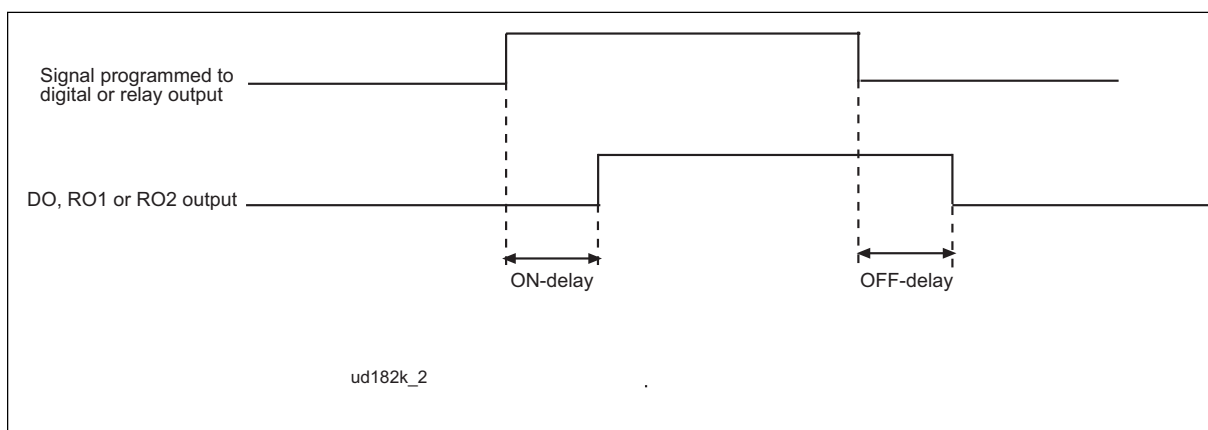 Signal programmed to
digital or relay output
DO, RO1 or RO2 output
ON-delay
OFF-delay
ud182k_2
.